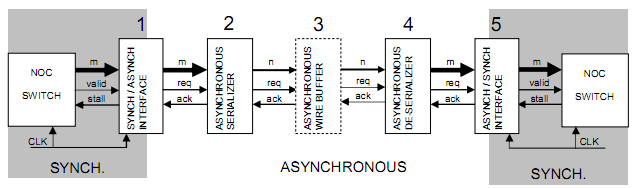 1
2
3
4
5
NOC
SWITCH
m
valid
stall
SYNCH / ASYNCH
INTERFACE
m
req
ack
ASYNCHRONOUS
SERIALIZER
n
req
ack
ASYNCHRONOUS
WIRE BUFFER
n
req
ack
ASYNCHRONOUS
DE-SERIALIZER
m
req
ack
ASYNCH / SYNCH
INTERFACE
m
valid
stall
NOC
SWITCH
CLK
CLK
SYNCH.
ASYNCHRONOUS
SYNCH.